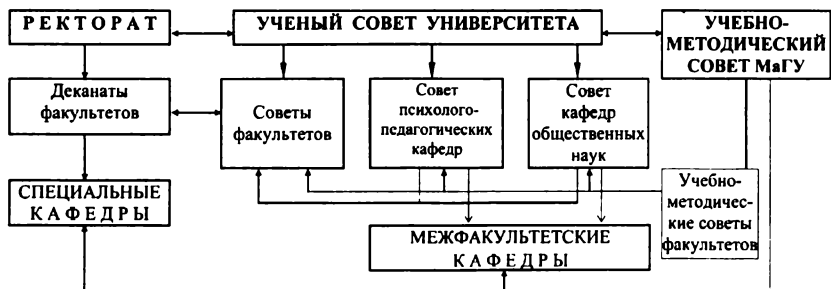 РЕКТОРАТ
УЧЕНЫЙ СОВЕТ УНИВЕРСИТЕТА
УЧЕБНО-
МЕТОДИЧЕСКИЙ
СОВЕТ МаГУ
Деканаты
факультетов
Советы
факультетов
Совет
психолого-
педагогических
кафедр
Совет
кафедр
общественных
наук
СПЕЦИАЛЬНЫЕ
КАФЕДРЫ
Учебно-
методичес-
кие советы
факультетов
МЕЖФАКУЛЬТЕТСКИЕ
КАФЕДРЫ